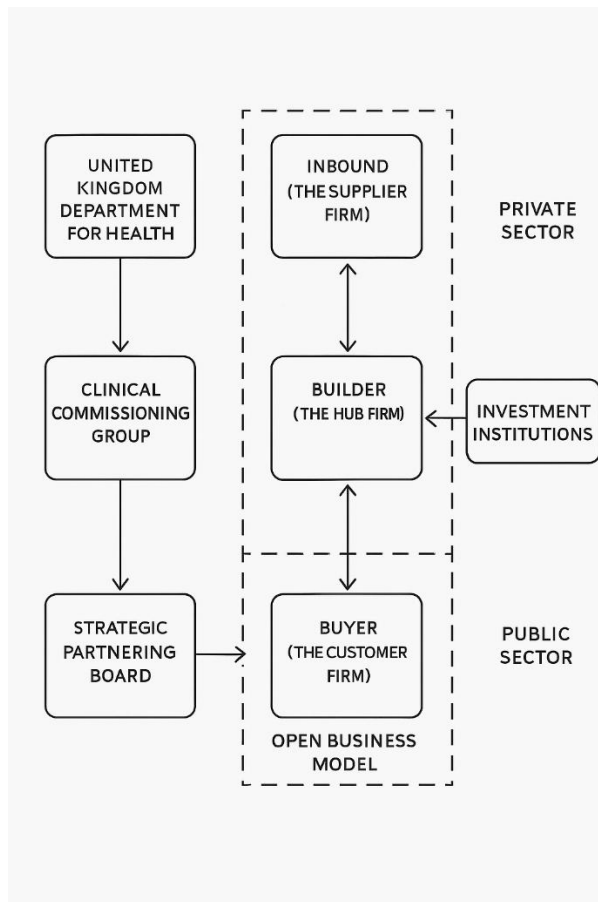 UNITED
KINGDOM
DEPARTMENT
FOR HEALTH
INBOUND
(THE SUPPLIER
FIRM)
PRIVATE
SECTOR
CLINICAL
COMMISSIONING
GROUP
BUILDER
(THE HUB FIRM)
INVESTMENT
INSTITUTIONS
STRATEGIC
PARTNERING
BOARD
BUYER
(THE CUSTOMER
FIRM)
PUBLIC
SECTOR
OPEN BUSINESS
MODEL